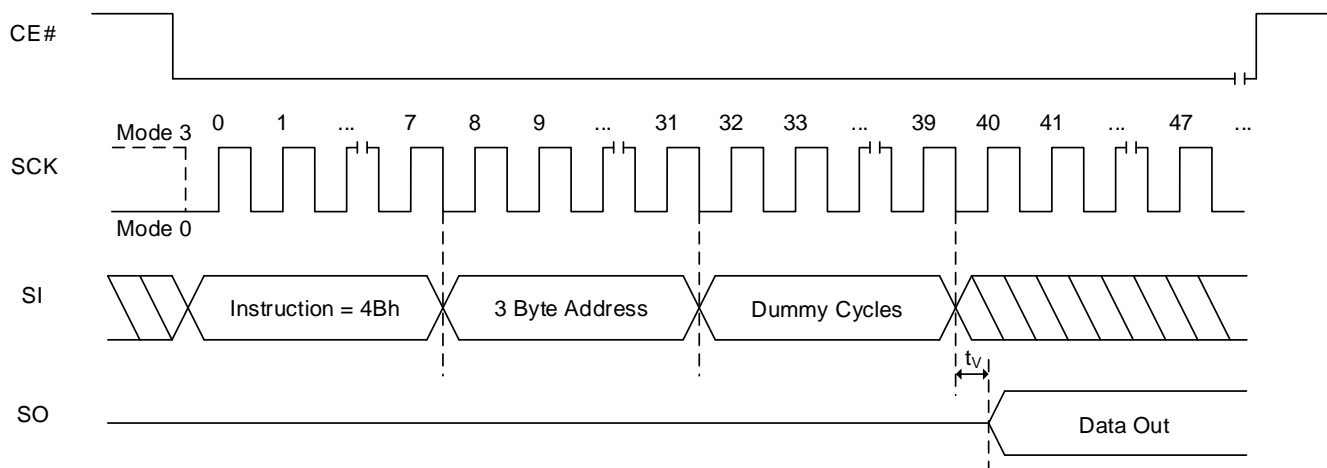 CE#
Mode 3 0 1 ... 7 8 9 ... 31 32 33 ... 39 40 41 ... 47 ...
SCK
Mode 0
SI Instruction = 4Bh 3 Byte Address Dummy Cycles
tV
SO Data Out